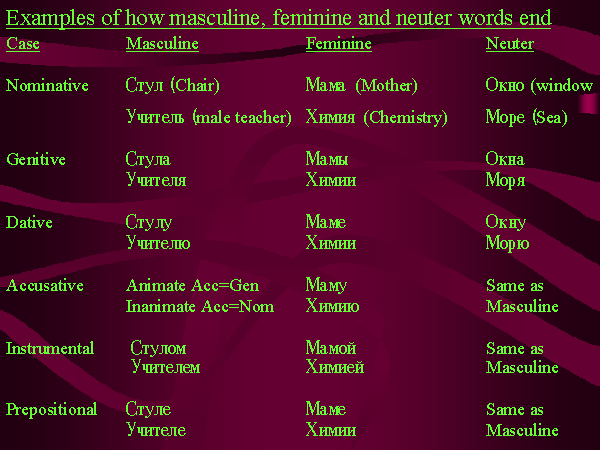 Examples of how masculine, feminine and neuter words end
Case Masculine Feminine Neuter
Nominative Стул (Chair) Мама (Mother) Окно (window
Учитель (male teacher) Химия (Chemistry) Море (Sea)
Genitive Стула Мамы Окна
Учителя Химии Моря
Dative Стулу Маме Окну
Учителю Химии Морю
Accusative Animate Acc=Gen Маму Same as
Inanimate Acc=Nom Химию Masculine
Instrumental Стулом Мамой Same as
Учителем Химией Masculine
Prepositional Стуле Маме Same as
Учителе Химии Masculine